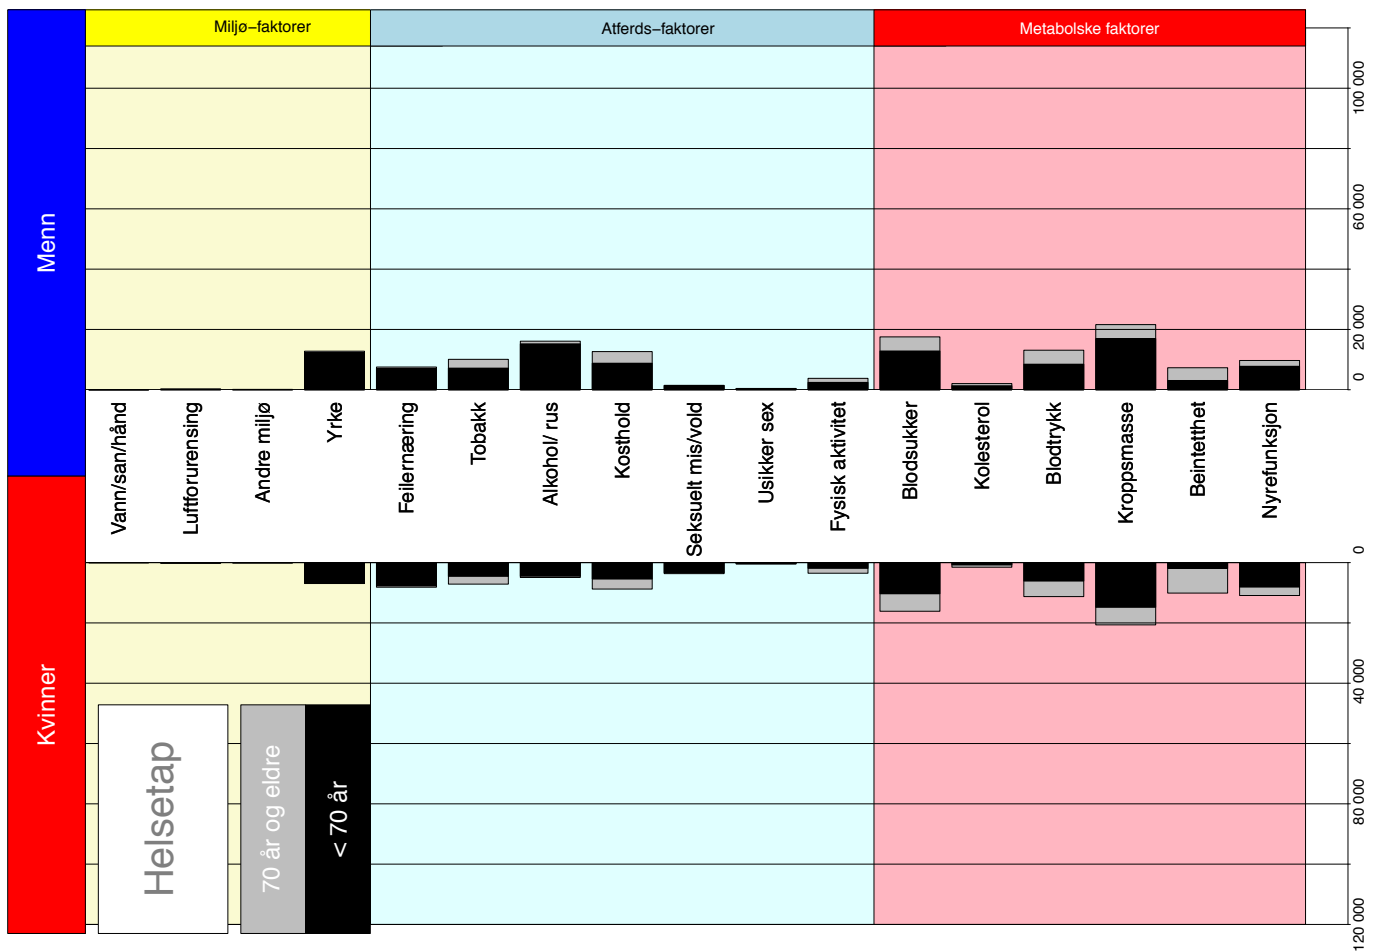 Miljø−faktorer
Atferds−faktorer
Metabolske faktorer
Menn
Kvinner
100 000
60 000
20 000
0
Vann/san/hånd
Luftforurensing
Andre miljø
Yrke
Feilernæring
Tobakk
Alkohol/ rus
Kosthold
Seksuelt mis/vold
Usikker sex
Fysisk aktivitet
Blodsukker
Kolesterol
Blodtrykk
Kroppsmasse
Beintetthet
Nyrefunksjon
0
40 000
80 000
120 000
Helsetap
70 år og eldre
< 70 år